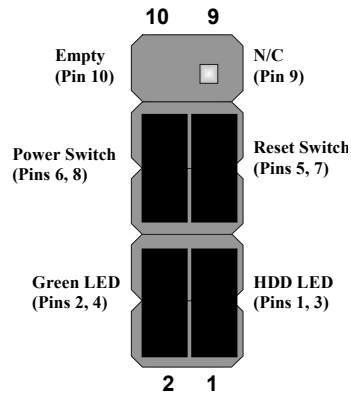 10 9
Empty
(Pin 10)
N/C
(Pin 9)
Power Switch
(Pins 6, 8)
Reset Switch
(Pins 5, 7)
Green LED
(Pins 2, 4)
HDD LED
(Pins 1, 3)
2 1